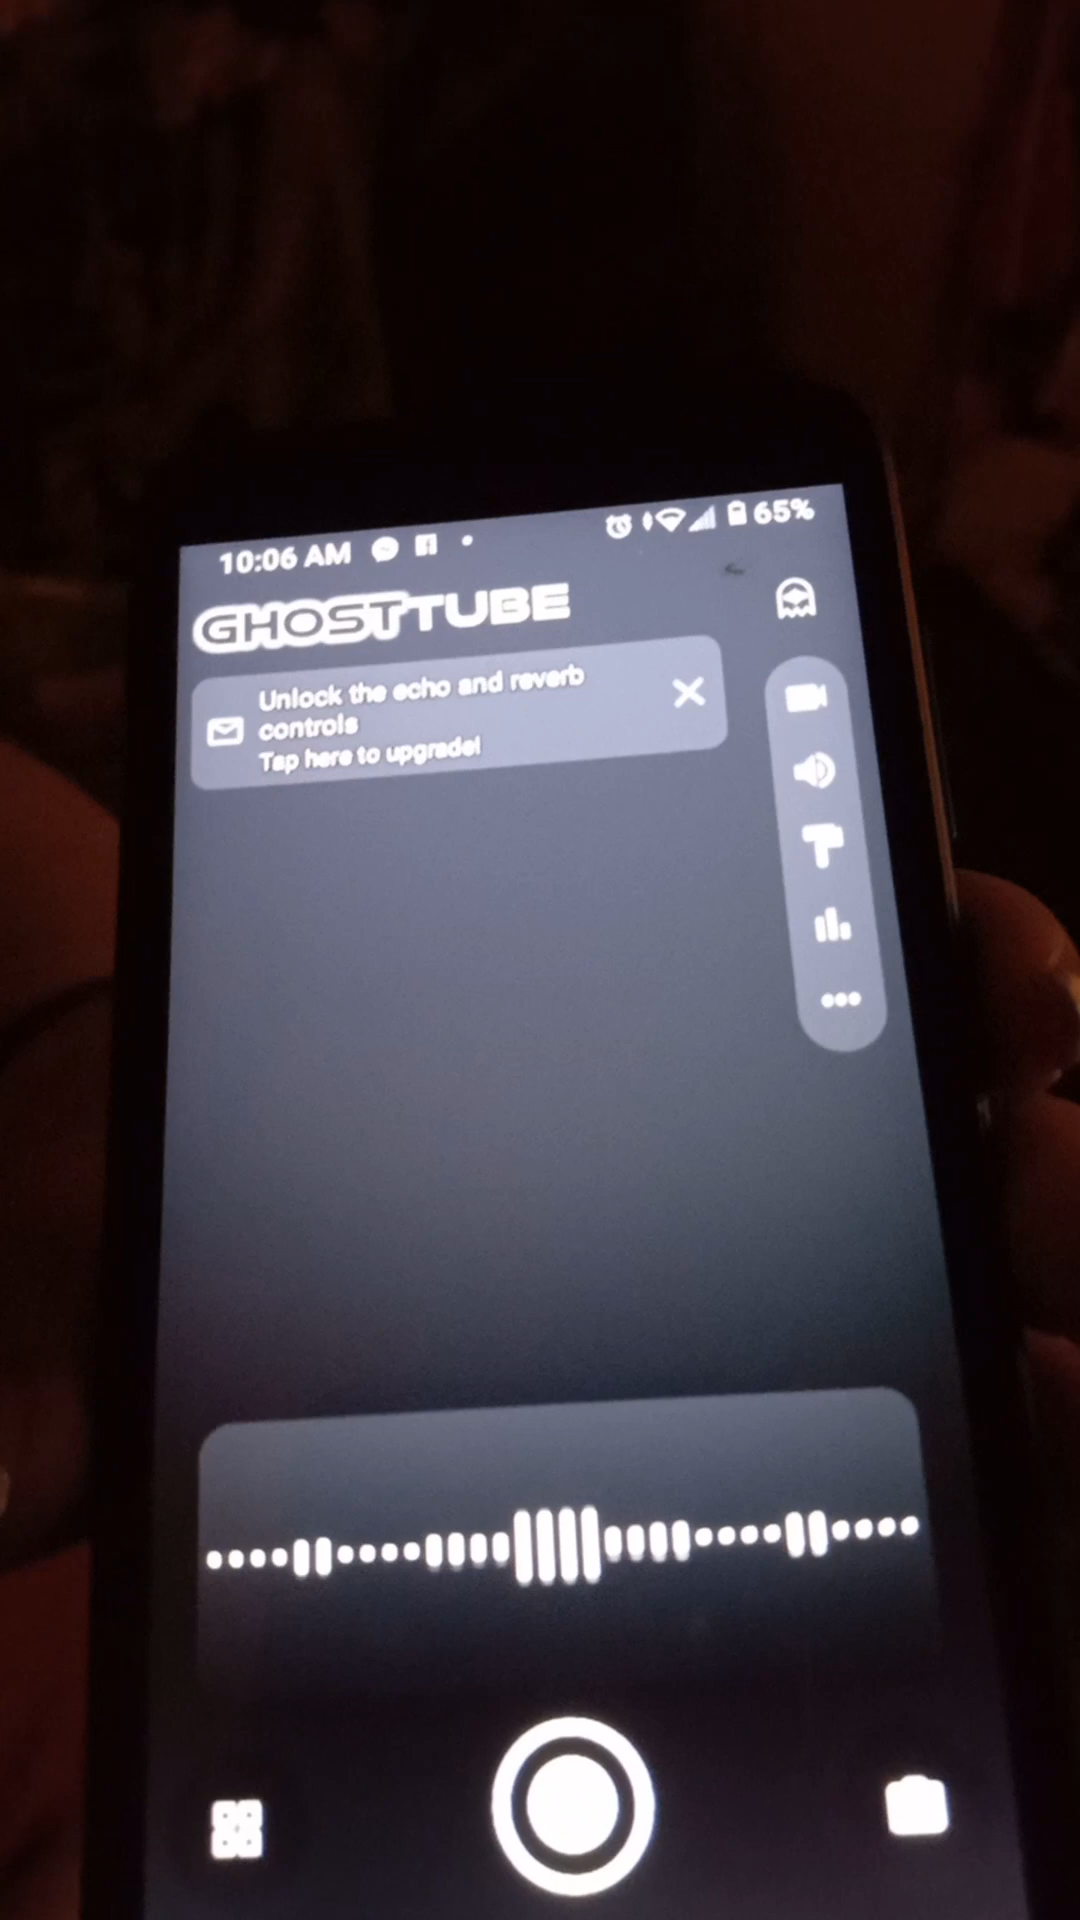 10:06 AM
65%
GHOSTTUBE
Unlock the echo and reverb
controls
Tap here to upgrade!